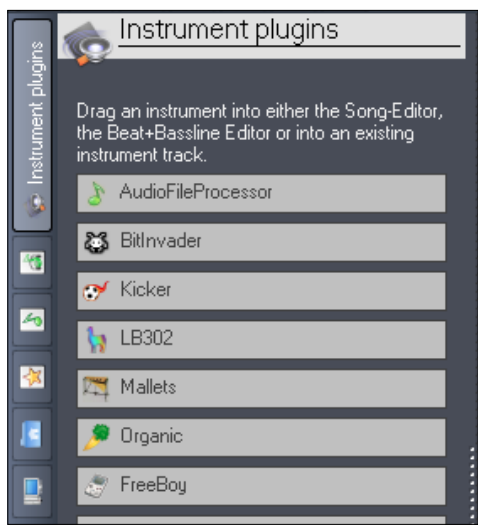 Instrument plugins
Instrument plugins
Drag an instrument into either the Song-Editor,
the Beat+Bassline Editor or into an existing
instrument track.
AudioFileProcessor
BitInvader
Kicker
LB302
Mallets
Organic
FreeBoy